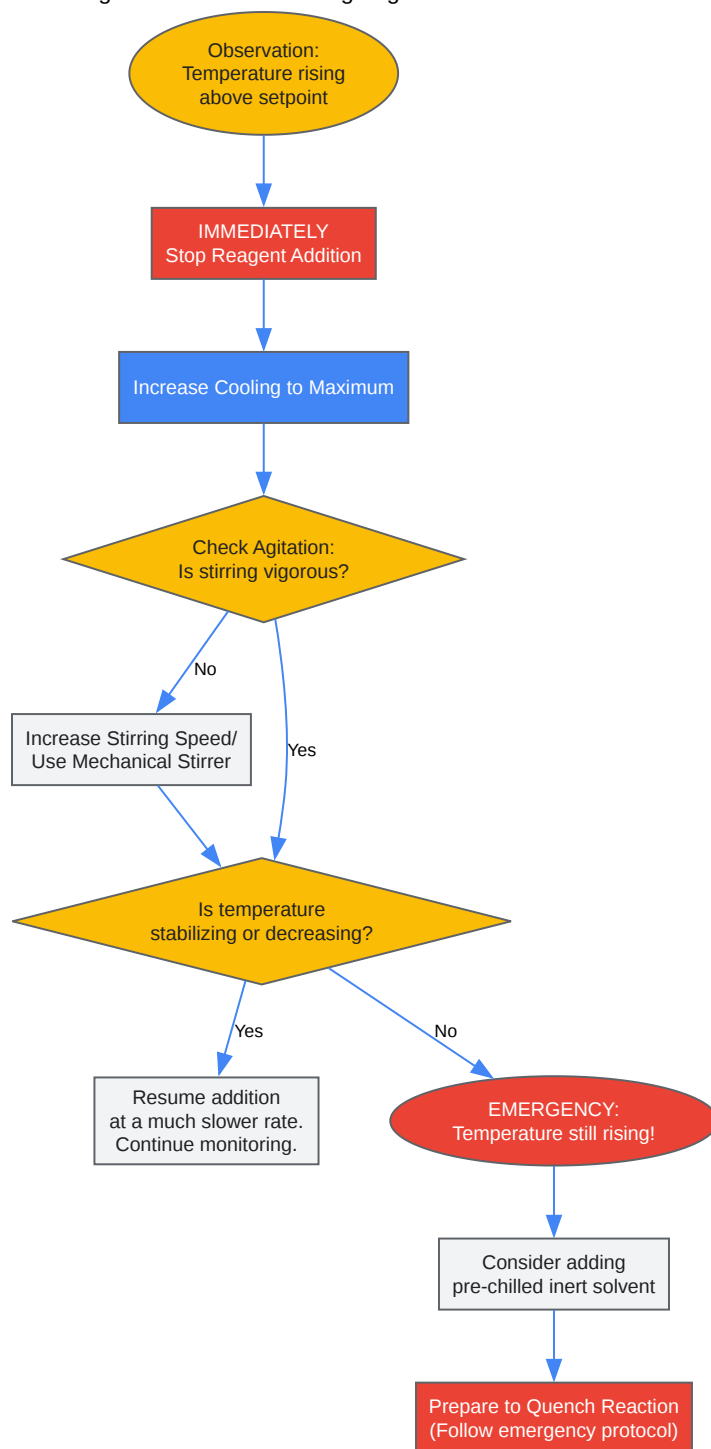 Observation:
Temperature rising
above setpoint
IMMEDIATELY
Stop Reagent Addition
Increase Cooling to Maximum
Check Agitation:
Is stirring vigorous?
No
Increase Stirring Speed/
Use Mechanical Stirrer
Yes
Is temperature
stabilizing or decreasing?
Yes
No
Resume addition
at a much slower rate.
Continue monitoring.
EMERGENCY:
Temperature still rising!
Consider adding
pre-chilled inert solvent
Prepare to Quench Reaction
(Follow emergency protocol)